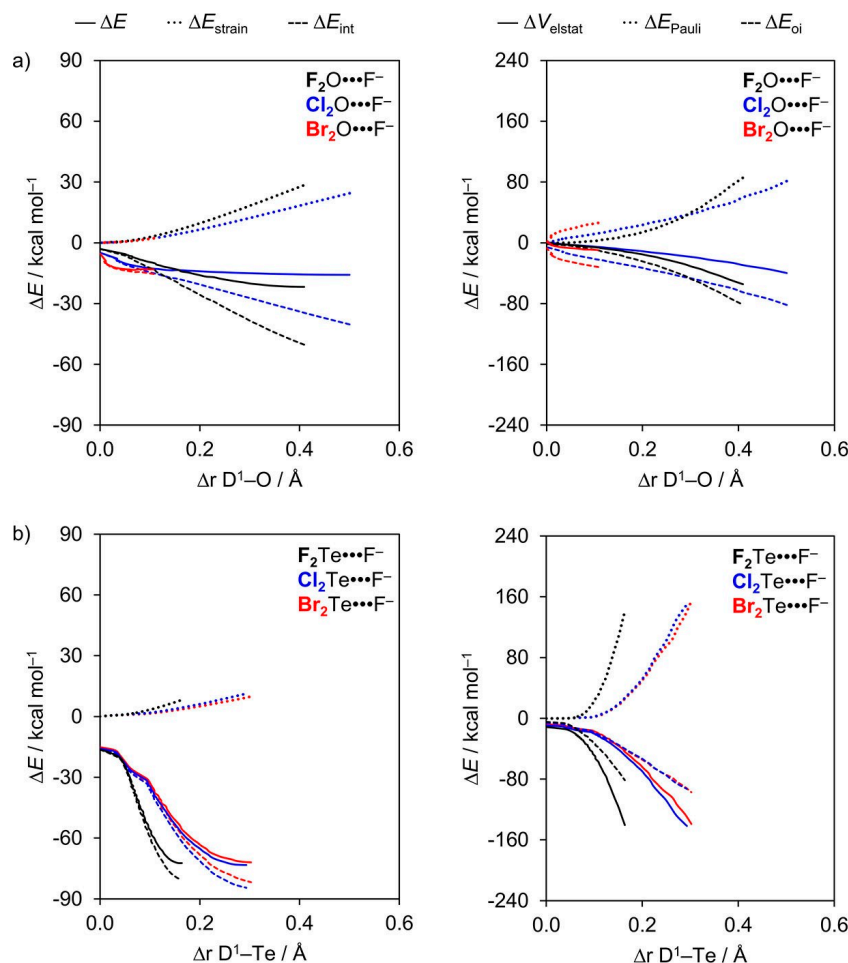 ΔE ΔE_strain ΔE_int
ΔV_elstat ΔE_Pauli ΔE_oi
a)
90
60
30
0
-30
-60
-90
ΔE / kcal mol⁻¹
F₂O•••F⁻
Cl₂O•••F⁻
Br₂O•••F⁻
0.0 0.2 0.4 0.6
Δr D¹–O / Å
240
160
80
0
-80
-160
-240
ΔE / kcal mol⁻¹
F₂O•••F⁻
Cl₂O•••F⁻
Br₂O•••F⁻
0.0 0.2 0.4 0.6
Δr D¹–O / Å
b)
90
60
30
0
-30
-60
-90
ΔE / kcal mol⁻¹
F₂Te•••F⁻
Cl₂Te•••F⁻
Br₂Te•••F⁻
0.0 0.2 0.4 0.6
Δr D¹–Te / Å
240
160
80
0
-80
-160
-240
ΔE / kcal mol⁻¹
F₂Te•••F⁻
Cl₂Te•••F⁻
Br₂Te•••F⁻
0.0 0.2 0.4 0.6
Δr D¹–Te / Å